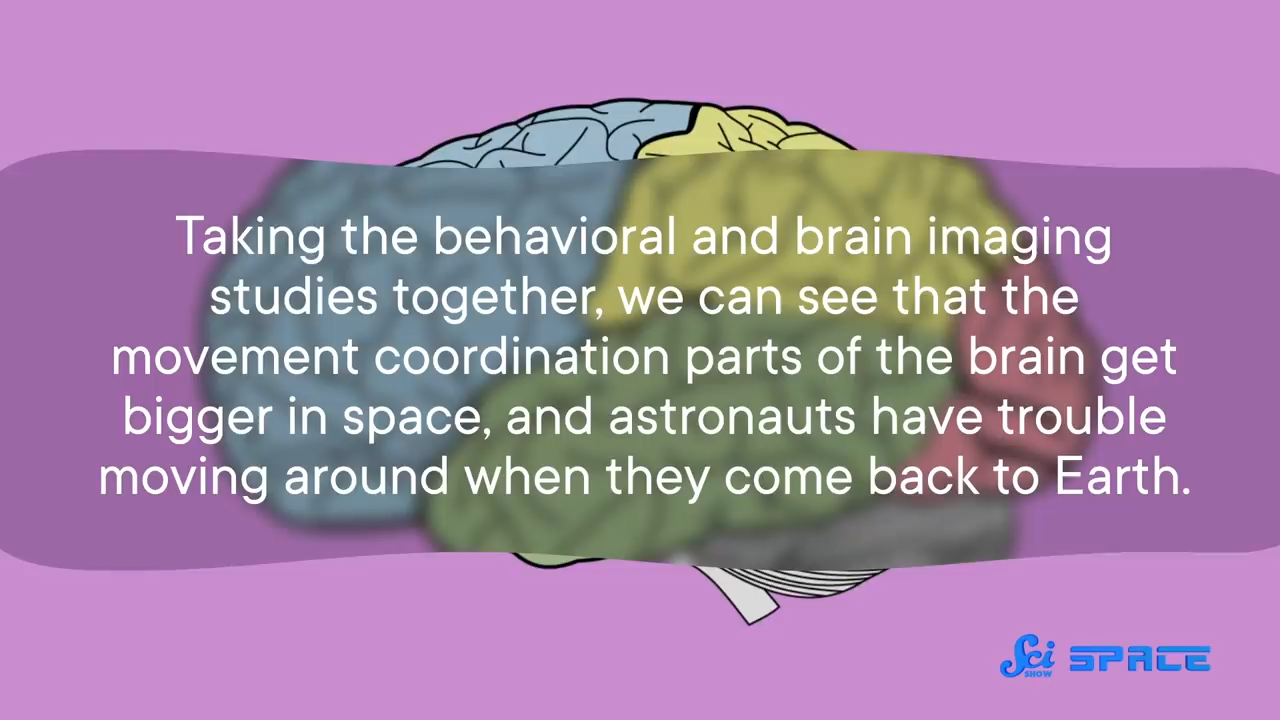 Taking the behavioral and brain imaging
studies together, we can see that the
movement coordination parts of the brain get
bigger in space, and astronauts have trouble
moving around when they come back to Earth.
Sci SHOW SPACE